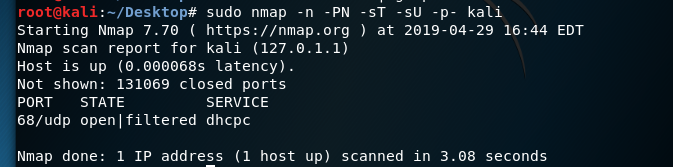 root@kali:~/Desktop# sudo nmap -n -PN -sT -sU -p- kali
Starting Nmap 7.70 ( https://nmap.org ) at 2019-04-29 16:44 EDT
Nmap scan report for kali (127.0.1.1)
Host is up (0.000068s latency).
Not shown: 131069 closed ports
PORT   STATE         SERVICE
68/udp open|filtered dhcpc
Nmap done: 1 IP address (1 host up) scanned in 3.08 seconds